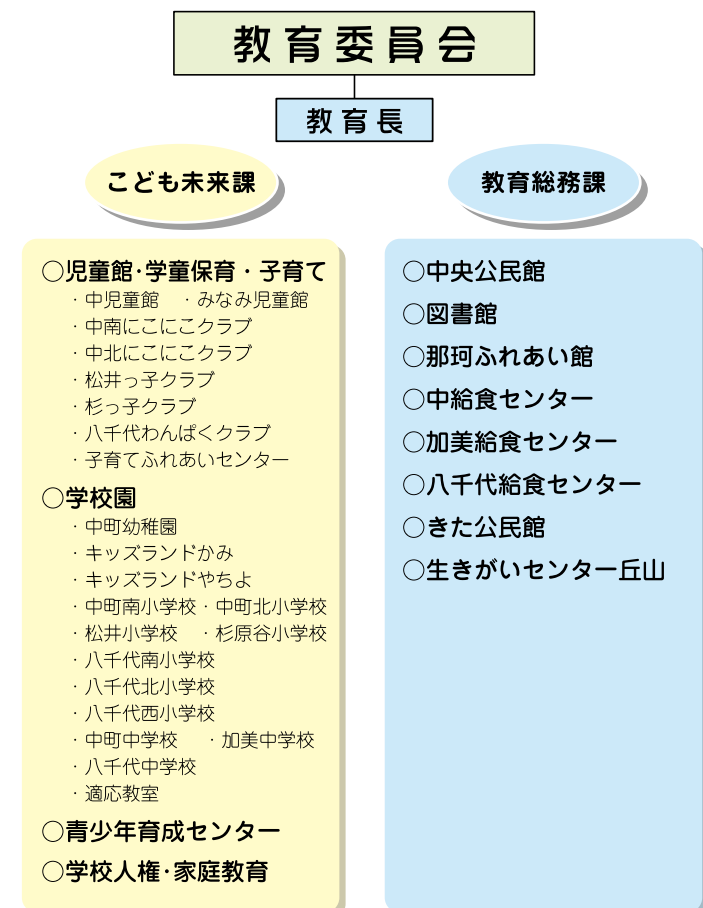 教育委員会
教育長
こども未来課
○児童館・学童保育・子育て
・中児童館　・みなみ児童館
・中南にこにこクラブ
・中北にこにこクラブ
・松井っ子クラブ
・杉っ子クラブ
・八千代わんぱくクラブ
・子育てふれあいセンター
○学校園
・中町幼稚園
・キッズランドかみ
・キッズランドやちよ
・中町南小学校・中町北小学校
・松井小学校　・杉原谷小学校
・八千代南小学校
・八千代北小学校
・八千代西小学校
・中町中学校　・加美中学校
・八千代中学校
・適応教室
○青少年育成センター
○学校人権・家庭教育
教育総務課
○中央公民館
○図書館
○那珂ふれあい館
○中給食センター
○加美給食センター
○八千代給食センター
○きた公民館
○生きがいセンター丘山